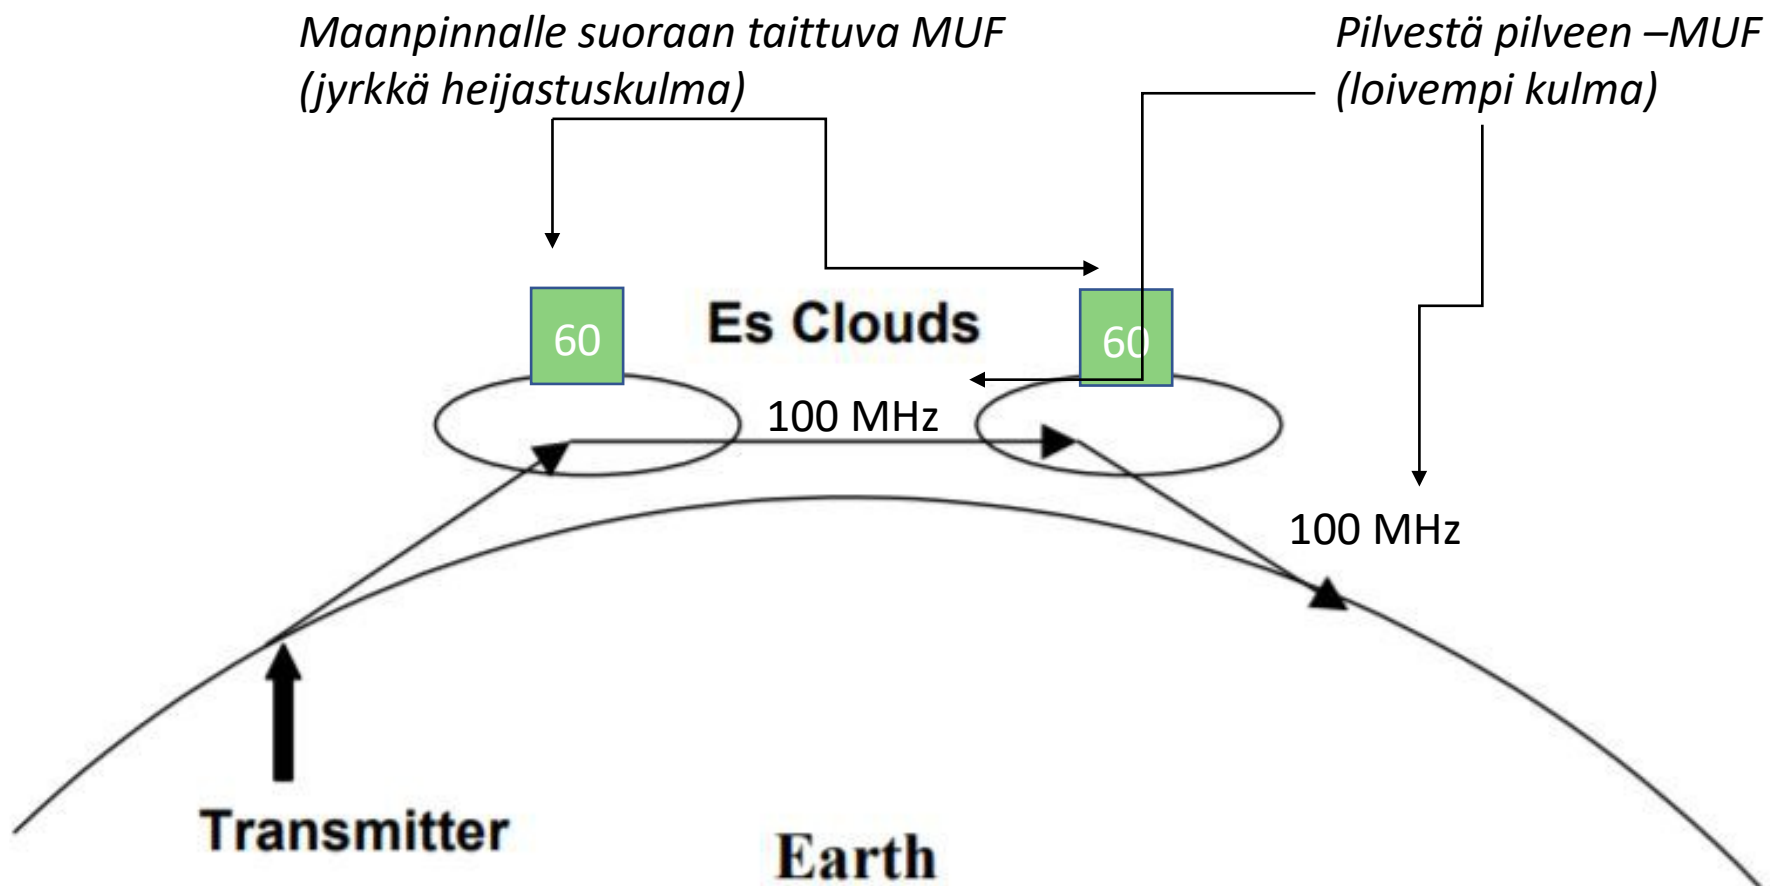 Maanpinnalle suoraan taittuva MUF
(jyrkkä heijastuskulma)
Pilvestä pilveen –MUF
(loivempi kulma)
60
Es Clouds
60
100 MHz
100 MHz
Transmitter
Earth